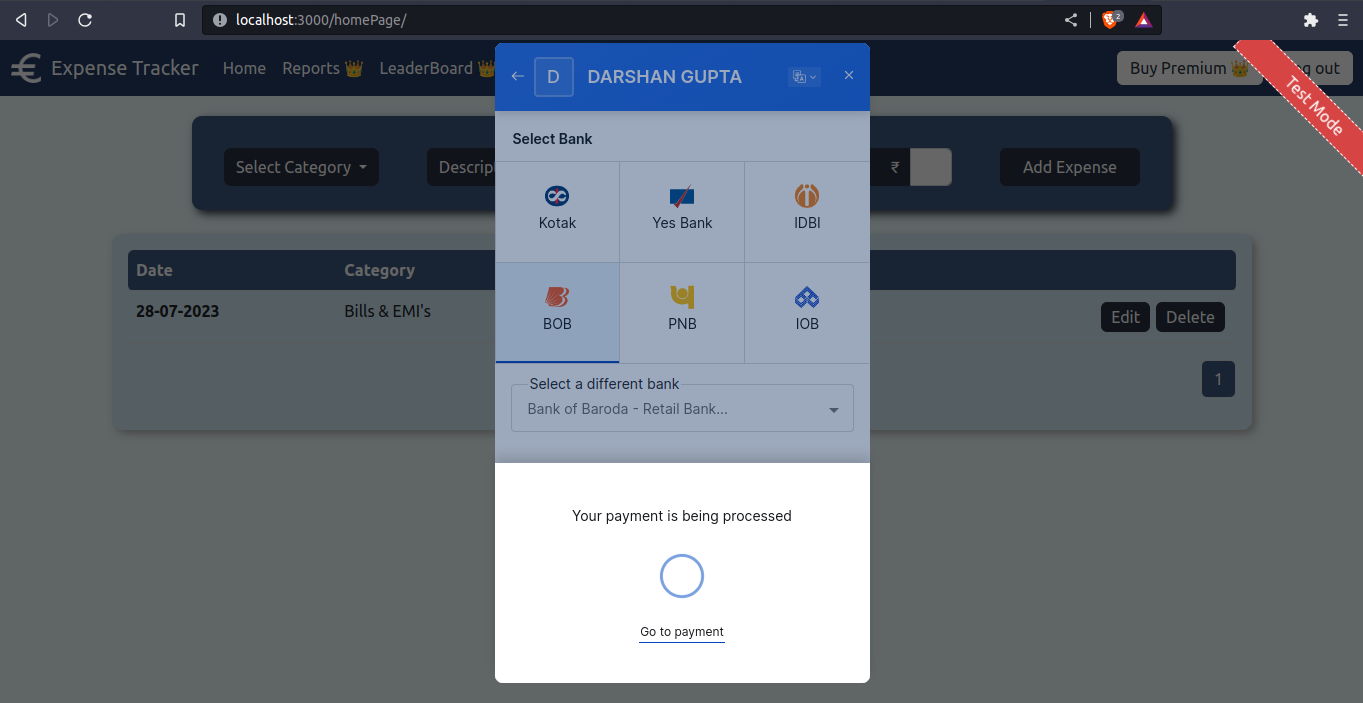 localhost:3000/homePage/
2
Expense Tracker Home Reports LeaderBoard
D DARSHAN GUPTA
Buy Premium out
Test Mode
Select Bank
Select Category Descrip ₹ Add Expense
Kotak Yes Bank IDBI
Date Category
28-07-2023 Bills & EMI's Edit Delete
BOB PNB IOB
1
Select a different bank
Bank of Baroda - Retail Bank...
Your payment is being processed
Go to payment